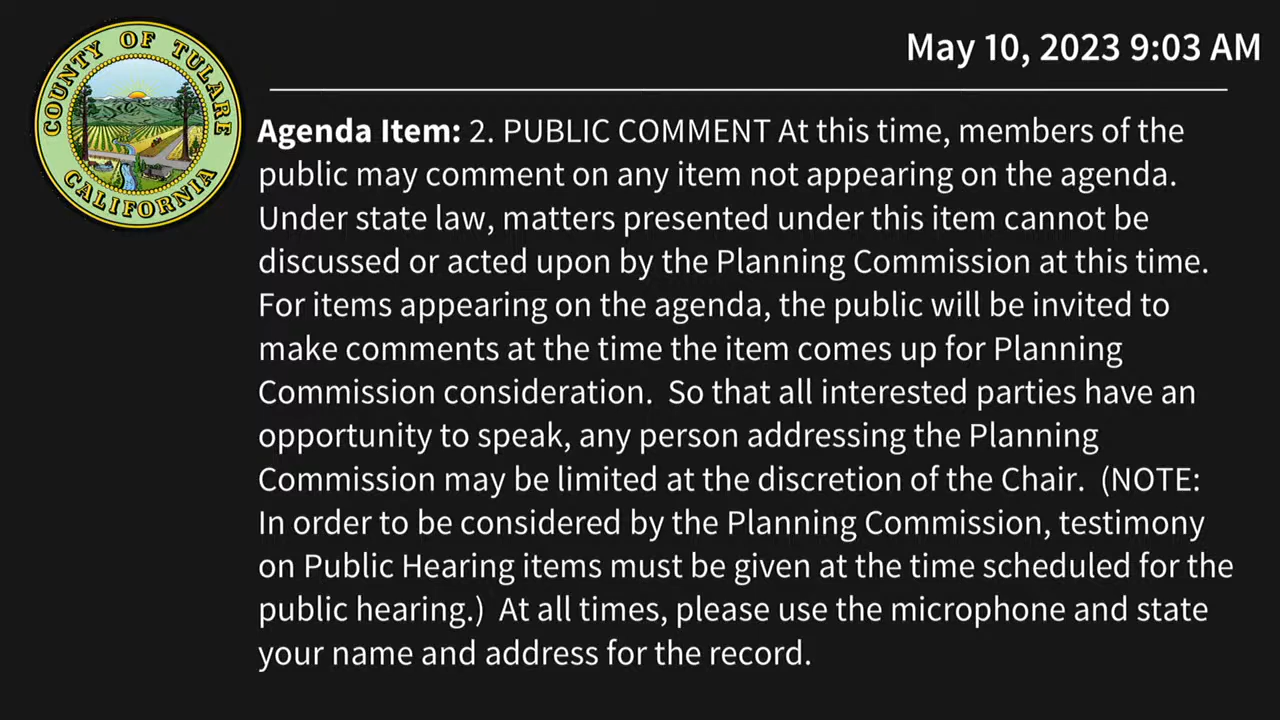 COUNTY OF TULARE
CALIFORNIA
May 10, 2023 9:03 AM
Agenda Item: 2. PUBLIC COMMENT At this time, members of the
public may comment on any item not appearing on the agenda.
Under state law, matters presented under this item cannot be
discussed or acted upon by the Planning Commission at this time.
For items appearing on the agenda, the public will be invited to
make comments at the time the item comes up for Planning
Commission consideration.  So that all interested parties have an
opportunity to speak, any person addressing the Planning
Commission may be limited at the discretion of the Chair.  (NOTE:
In order to be considered by the Planning Commission, testimony
on Public Hearing items must be given at the time scheduled for the
public hearing.)  At all times, please use the microphone and state
your name and address for the record.